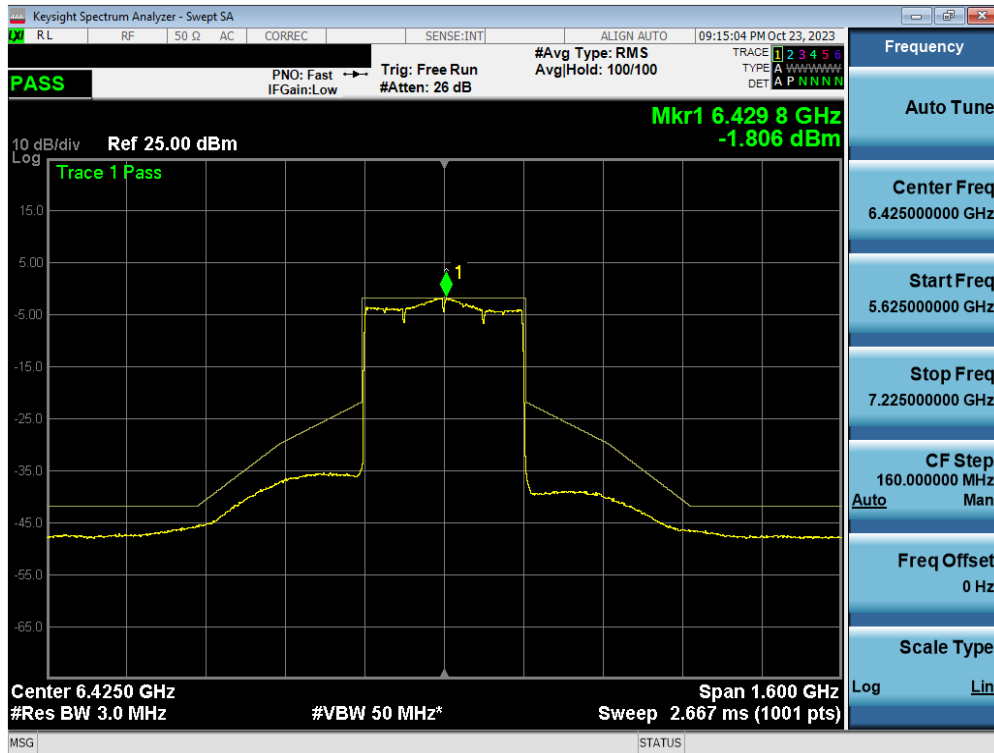 Keysight Spectrum Analyzer - Swept SA
LXI RL RF 50 Ω AC CORREC SENSE:INT ALIGN AUTO 09:15:04 PM Oct 23, 2023
Frequency
PASS
PNO: Fast
IFGain:Low
Trig: Free Run
#Atten: 26 dB
#Avg Type: RMS
Avg|Hold: 100/100
TRACE 1 2 3 4 5 6
TYPE A WWWWW
DET A P N N N N
Auto Tune
Mkr1 6.429 8 GHz
-1.806 dBm
10 dB/div Ref 25.00 dBm
Log
Trace 1 Pass
15.0
5.00
-5.00
-15.0
-25.0
-35.0
-45.0
-55.0
-65.0
1
Center 6.4250 GHz Span 1.600 GHz
#Res BW 3.0 MHz #VBW 50 MHz* Sweep 2.667 ms (1001 pts)
Center Freq
6.425000000 GHz
Start Freq
5.625000000 GHz
Stop Freq
7.225000000 GHz
CF Step
160.000000 MHz
Auto Man
Freq Offset
0 Hz
Scale Type
Log Lin
MSG STATUS